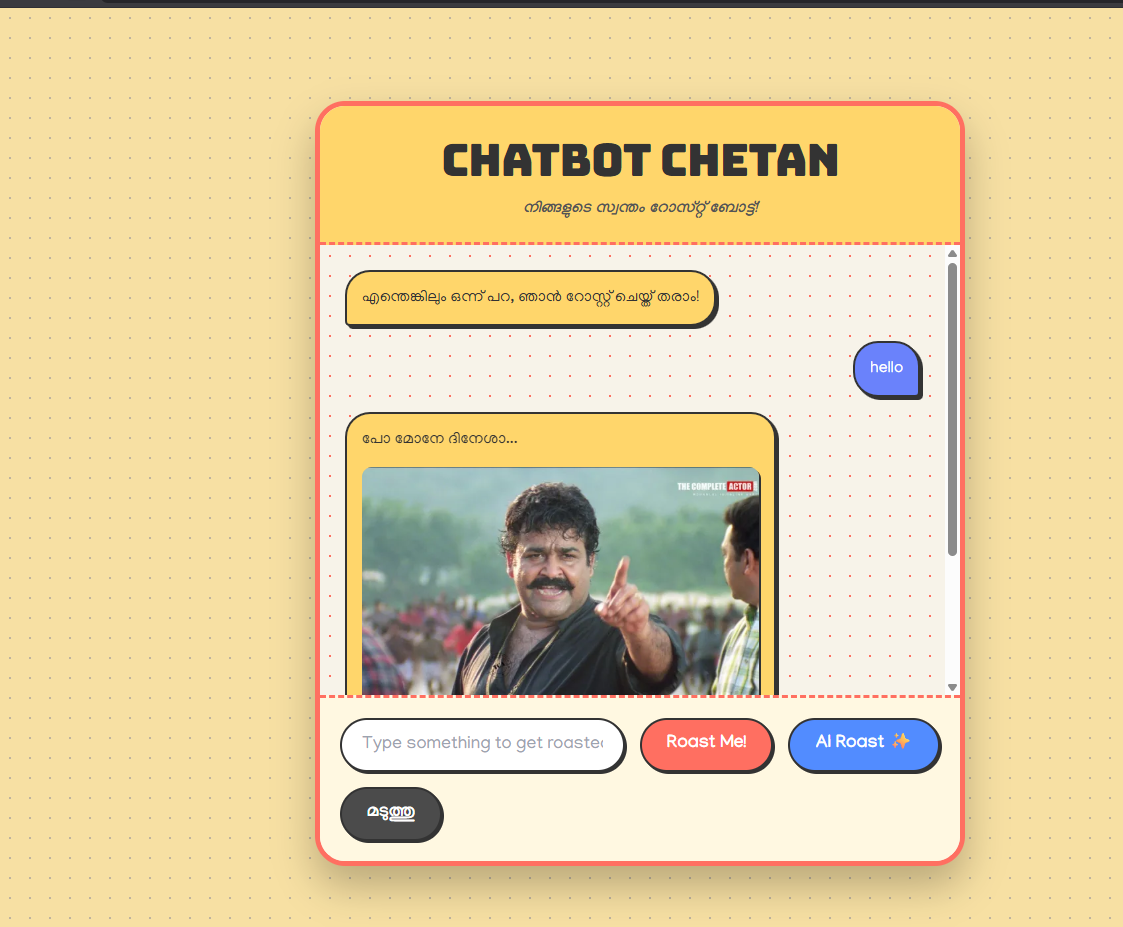 CHATBOT CHETAN
നിങ്ങളുടെ സ്വന്തം റോസ്റ്റ് ബോട്ട്!
എന്തെങ്കിലും ഒന്ന് പറ, ഞാൻ റോസ്റ്റ് ചെയ്ത് തരാം!
hello
പോ മോനേ ദിനേശാ...
THE COMPLETE ACTOR
Type something to get roasted
Roast Me!
AI Roast ✨
മടുത്തു